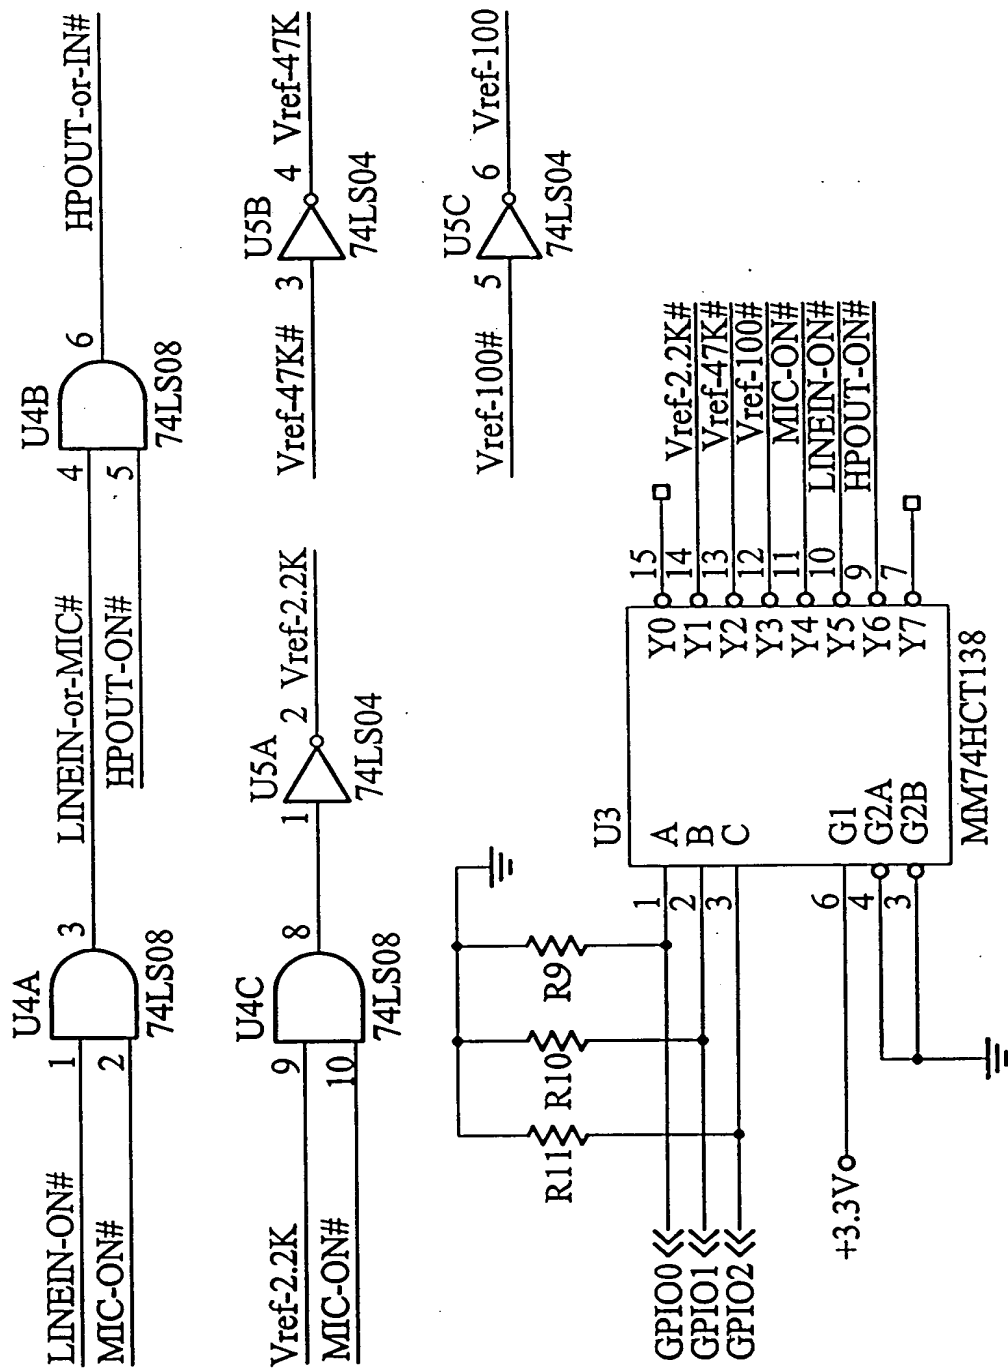 LINEIN-ON#
1
MIC-ON#
2
U4A
74LS08
3
LINEIN-or-MIC#
4
HPOUT-ON#
5
U4B
74LS08
6
HPOUT-or-IN#
Vref-2.2K
9
MIC-ON#
10
U4C
74LS08
8
1
U5A
74LS04
2
Vref-2.2K
Vref-47K#
3
U5B
74LS04
4
Vref-47K
Vref-100#
5
U5C
74LS04
6
Vref-100
R11
R10
R9
GPIO0
GPIO1
GPIO2
+3.3V
1
2
3
6
4
3
U3
A
B
C
G1
G2A
G2B
Y0
Y1
Y2
Y3
Y4
Y5
Y6
Y7
MM74HCT138
15
14
13
12
11
10
9
7
Vref-2.2K#
Vref-47K#
Vref-100#
MIC-ON#
LINEIN-ON#
HPOUT-ON#